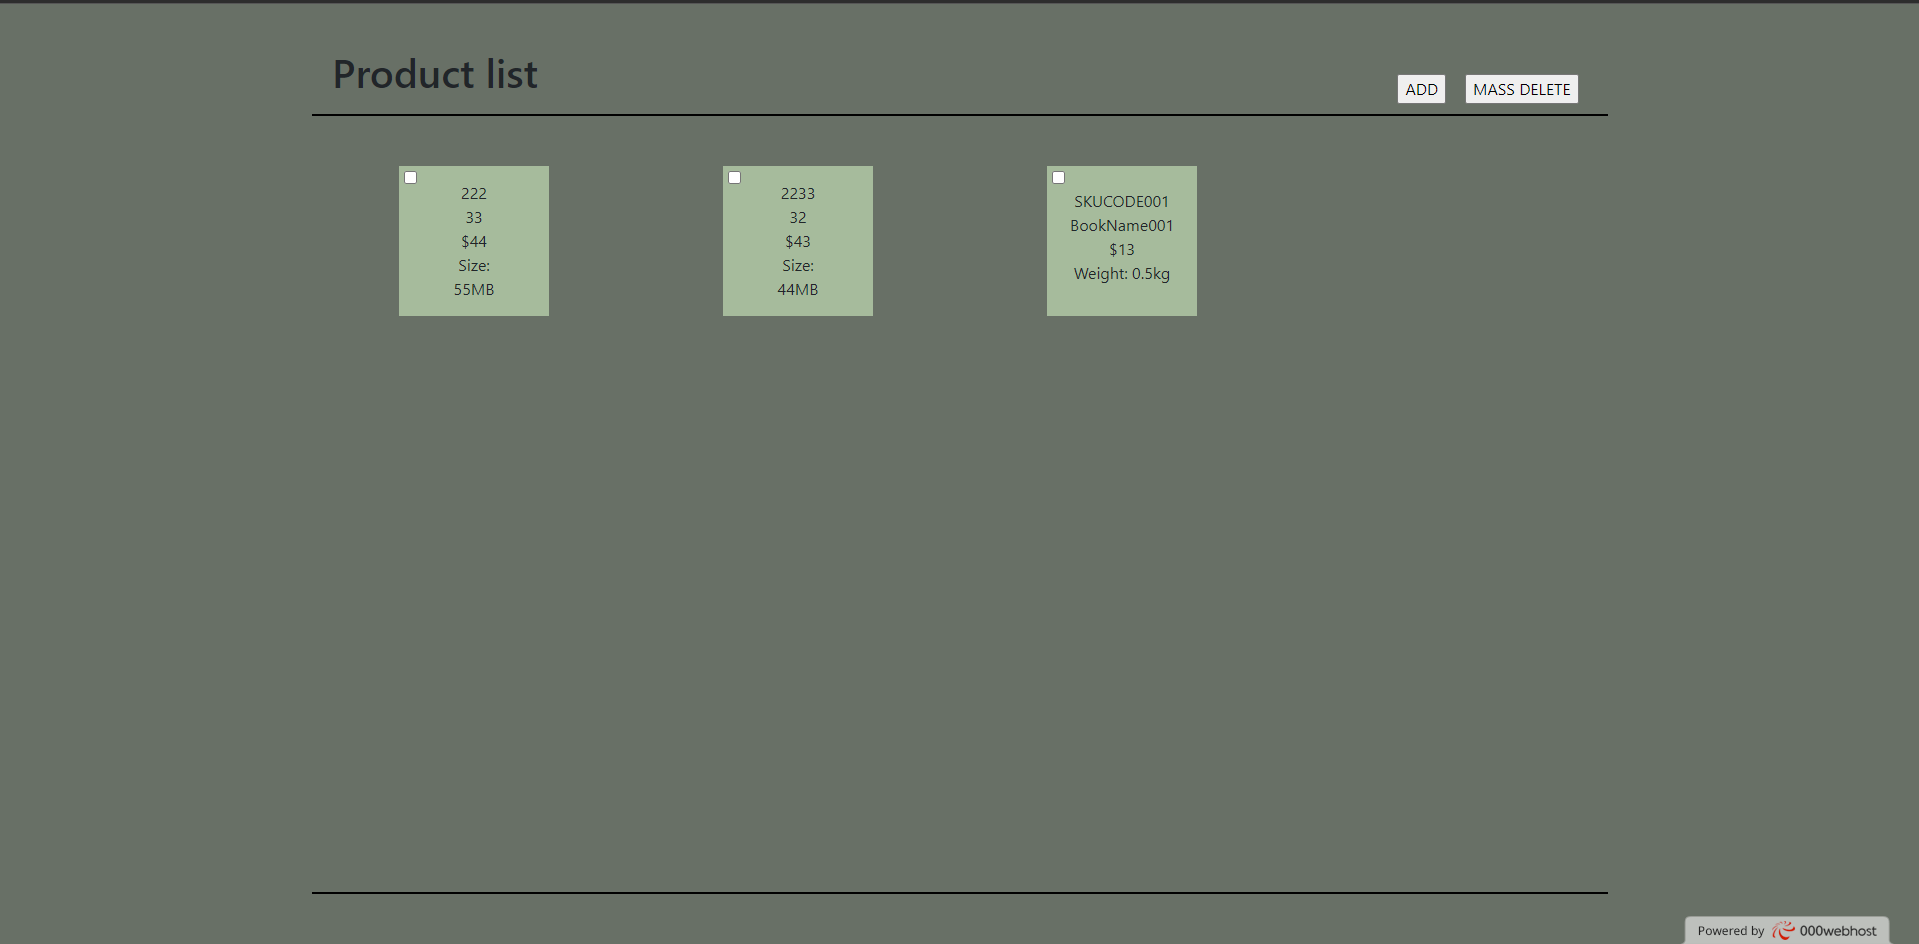 Product list
ADD
MASS DELETE
222
33
$44
Size:
55MB
2233
32
$43
Size:
44MB
SKUCODE001
BookName001
$13
Weight: 0.5kg
Powered by 000webhost